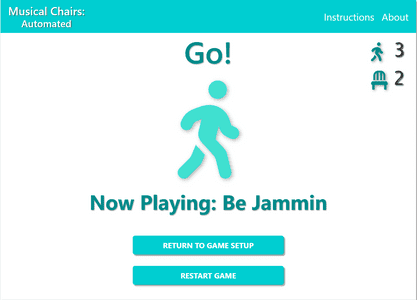 Musical Chairs:
Automated
Instructions About
Go!
3
2
Now Playing: Be Jammin
RETURN TO GAME SETUP
RESTART GAME